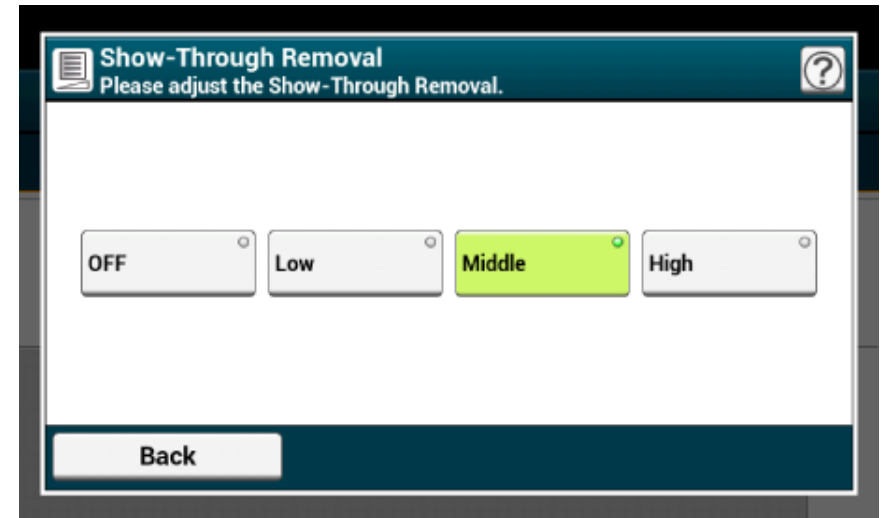 Show-Through Removal
Please adjust the Show-Through Removal.
?
OFF
Low
Middle
High
Back